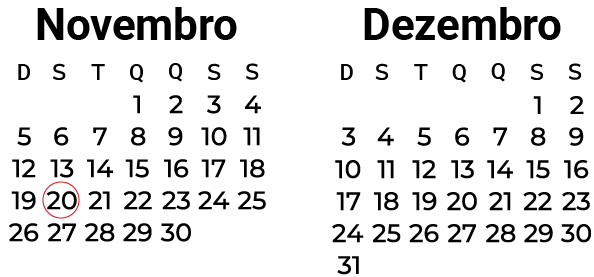 Novembro
D S T Q Q S S
1 2 3 4
5 6 7 8 9 10 11
12 13 14 15 16 17 18
19 20 21 22 23 24 25
26 27 28 29 30
Dezembro
D S T Q Q S S
1 2
3 4 5 6 7 8 9
10 11 12 13 14 15 16
17 18 19 20 21 22 23
24 25 26 27 28 29 30
31